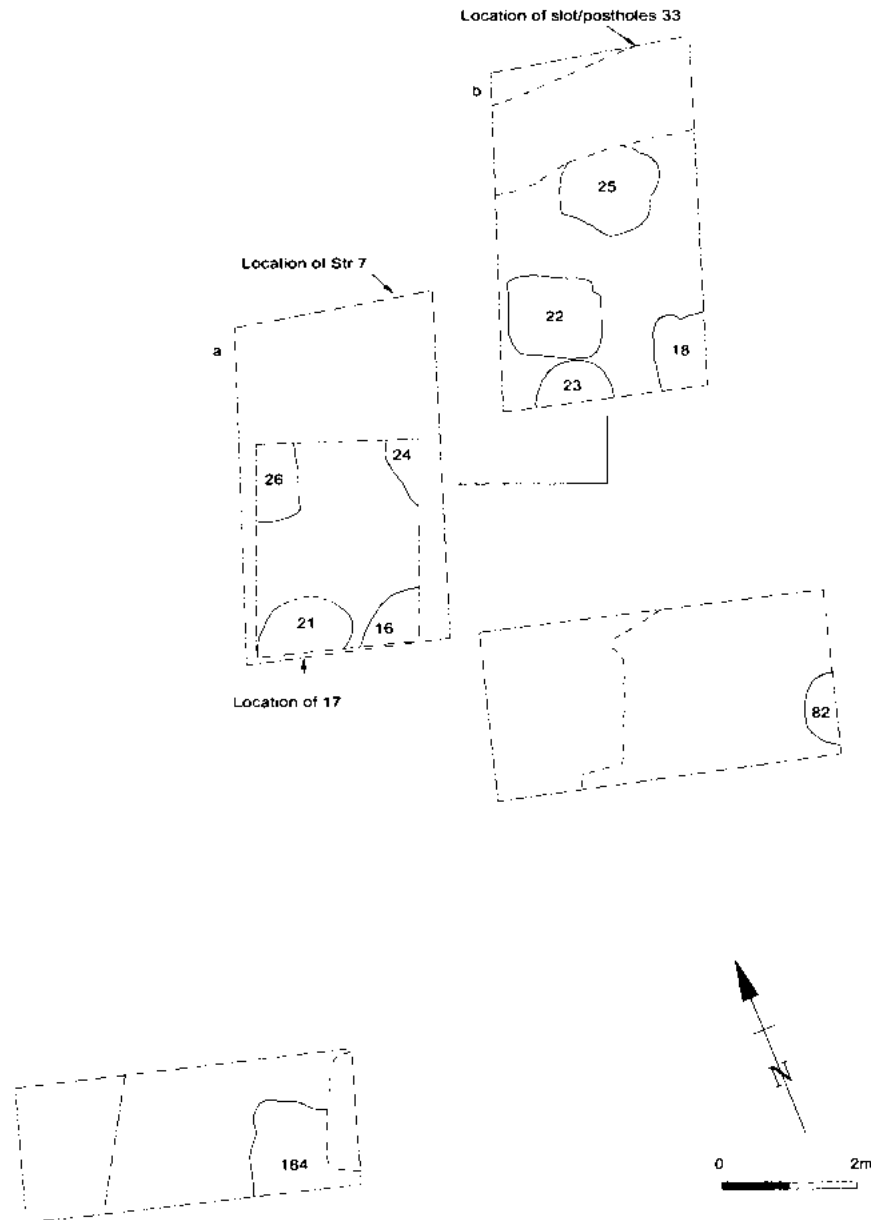 Location of slot/postholes 33
b
25
Location of Str 7
a
22
18
23
24
26
21
16
Location of 17
82
N
164
0 2m